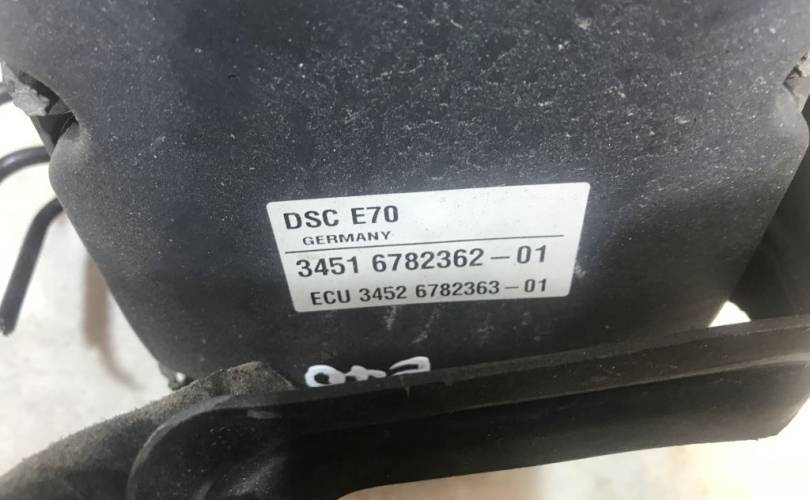 DSC E70
GERMANY
3451 6782362-01
ECU 3452 6782363-01